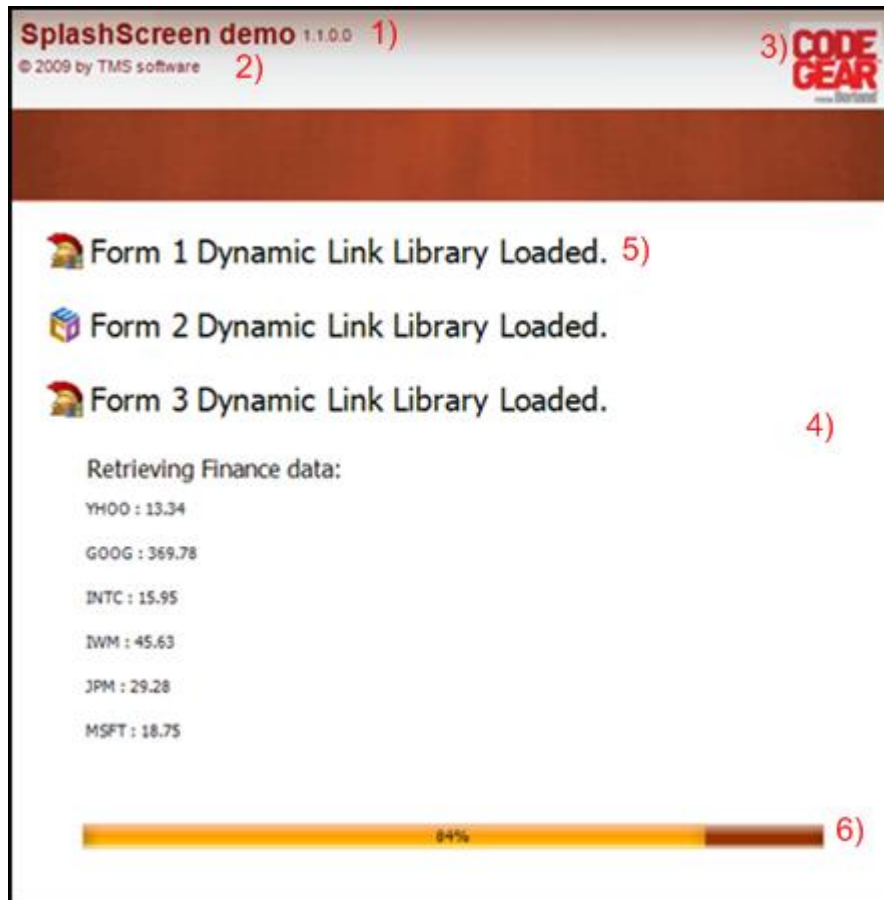 SplashScreen demo 1.1.0.0 1)
© 2009 by TMS software 2)
3) CODE
GEAR
from Borland
Form 1 Dynamic Link Library Loaded. 5)
Form 2 Dynamic Link Library Loaded.
Form 3 Dynamic Link Library Loaded.
4)
Retrieving Finance data:
YHOO : 13.34
GOOG : 369.78
INTC : 15.95
IWM : 45.63
JPM : 29.28
MSFT : 18.75
84% 6)